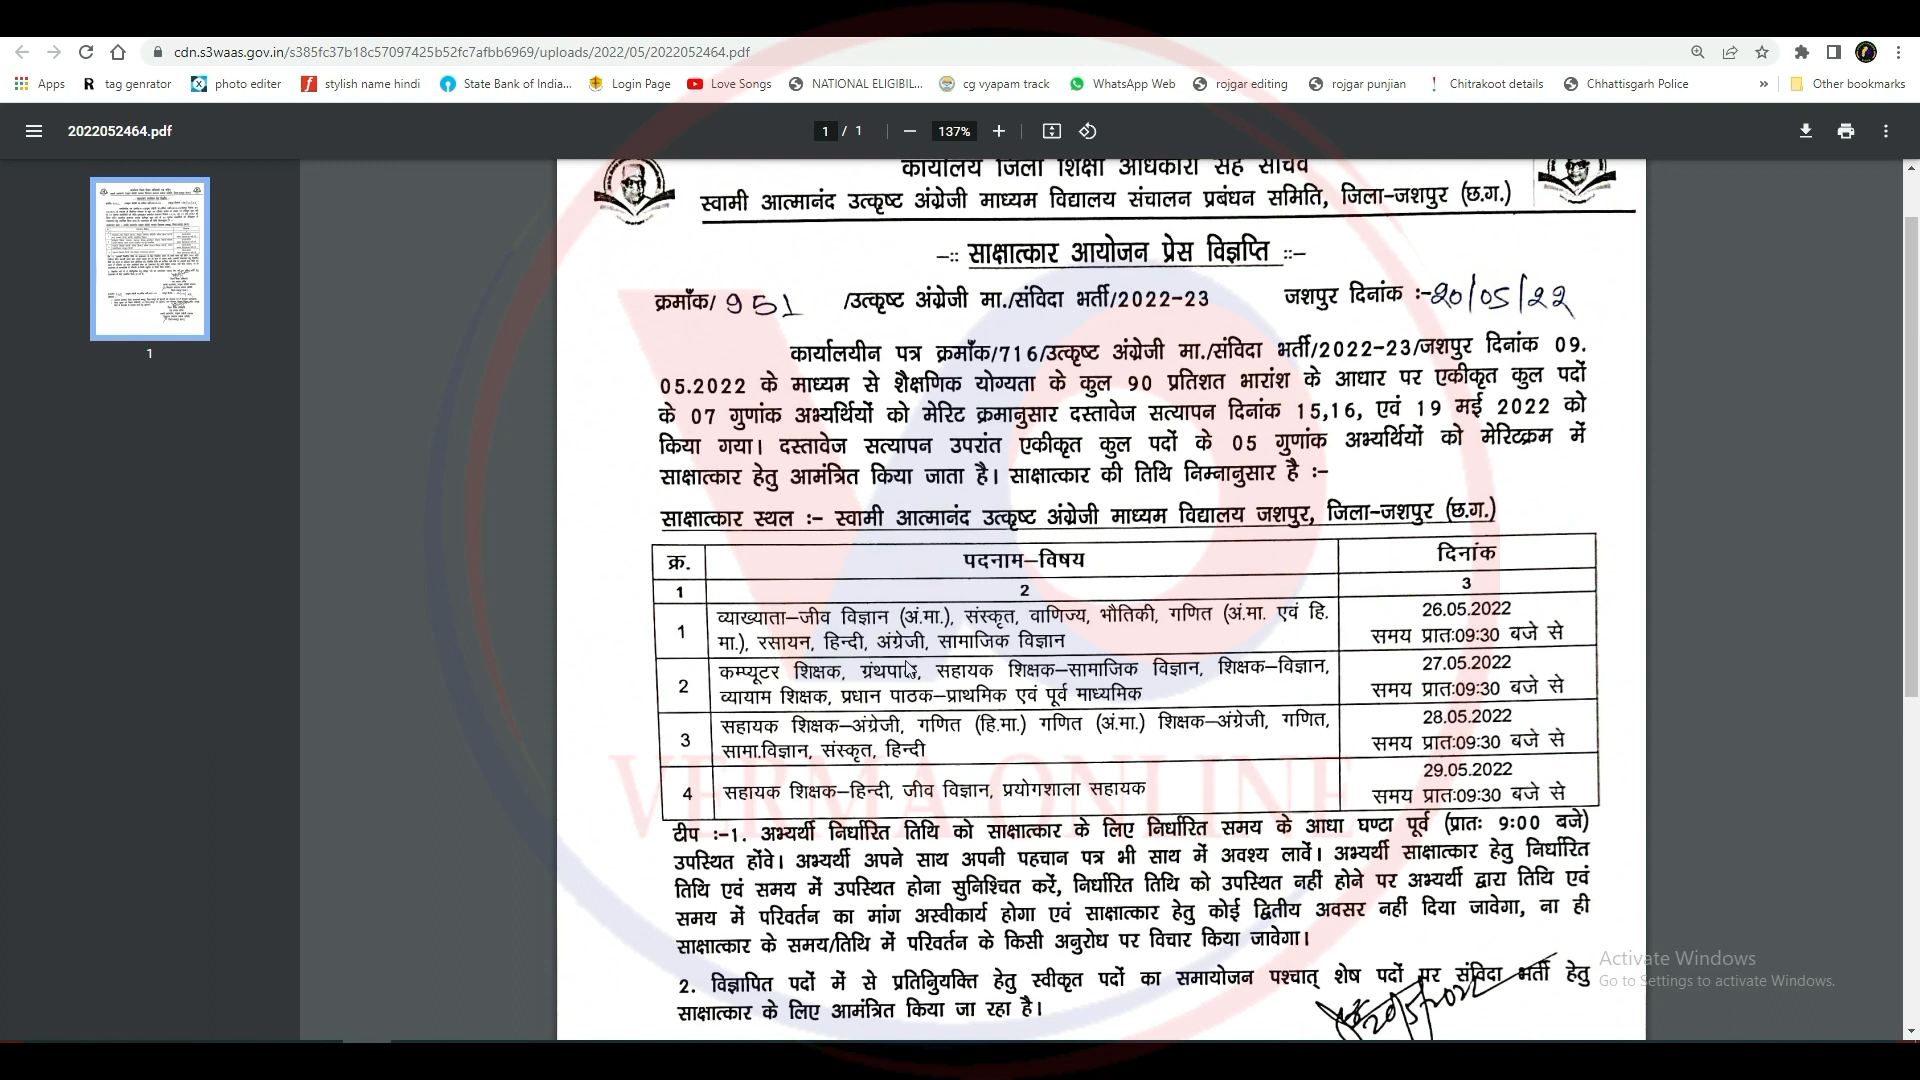 cdn.s3waas.gov.in/s385fc37b18c57097425b52fc7afbb6969/uploads/2022/05/2022052464.pdf
Apps R tag genrator photo editer stylish name hindi State Bank of India... Login Page Love Songs NATIONAL ELIGIBIL... cg vyapam track WhatsApp Web rojgar editing rojgar punjian Chitrakoot details Chhattisgarh Police » Other bookmarks
2022052464.pdf 1 / 1 137%
1
कार्यालय जिला शिक्षा अधिकारी सह सचिव
स्वामी आत्मानंद उत्कृष्ट अंग्रेजी माध्यम विद्यालय संचालन प्रबंधन समिति, जिला-जशपुर (छ.ग.)
-:: साक्षात्कार आयोजन प्रेस विज्ञप्ति ::-
क्रमाँक/ 951 /उत्कृष्ट अंग्रेजी मा./संविदा भर्ती/2022-23 जशपुर दिनांक :- 20/05/22
कार्यालयीन पत्र क्रमाँक/716/उत्कृष्ट अंग्रेजी मा./संविदा भर्ती/2022-23/जशपुर दिनांक 09.
05.2022 के माध्यम से शैक्षणिक योग्यता के कुल 90 प्रतिशत भारांश के आधार पर एकीकृत कुल पदों
के 07 गुणांक अभ्यर्थियों को मेरिट क्रमानुसार दस्तावेज सत्यापन दिनांक 15,16, एवं 19 मई 2022 को
किया गया। दस्तावेज सत्यापन उपरांत एकीकृत कुल पदों के 05 गुणांक अभ्यर्थियों को मेरिटक्रम में
साक्षात्कार हेतु आमंत्रित किया जाता है। साक्षात्कार की तिथि निम्नानुसार है :-
साक्षात्कार स्थल :- स्वामी आत्मानंद उत्कृष्ट अंग्रेजी माध्यम विद्यालय जशपुर, जिला-जशपुर (छ.ग.)
क्र. पदनाम-विषय दिनांक
1 2 3
1 व्याख्याता-जीव विज्ञान (अं.मा.), संस्कृत, वाणिज्य, भौतिकी, गणित (अं.मा. एवं हि. 26.05.2022
मा.), रसायन, हिन्दी, अंग्रेजी, सामाजिक विज्ञान समय प्रातः09:30 बजे से
2 कम्प्यूटर शिक्षक, ग्रंथपाल, सहायक शिक्षक-सामाजिक विज्ञान, शिक्षक-विज्ञान, 27.05.2022
व्यायाम शिक्षक, प्रधान पाठक-प्राथमिक एवं पूर्व माध्यमिक समय प्रातः09:30 बजे से
3 सहायक शिक्षक-अंग्रेजी, गणित (हि.मा.) गणित (अं.मा.) शिक्षक-अंग्रेजी, गणित, 28.05.2022
सामा.विज्ञान, संस्कृत, हिन्दी समय प्रातः09:30 बजे से
4 सहायक शिक्षक-हिन्दी, जीव विज्ञान, प्रयोगशाला सहायक 29.05.2022
समय प्रातः09:30 बजे से
VERMA ONLINE
टीप :-1. अभ्यर्थी निर्धारित तिथि को साक्षात्कार के लिए निर्धारित समय के आधा घण्टा पूर्व (प्रातः 9:00 बजे)
उपस्थित होंवे। अभ्यर्थी अपने साथ अपनी पहचान पत्र भी साथ में अवश्य लावें। अभ्यर्थी साक्षात्कार हेतु निर्धारित
तिथि एवं समय में उपस्थित होना सुनिश्चित करें, निर्धारित तिथि को उपस्थित नहीं होने पर अभ्यर्थी द्वारा तिथि एवं
समय में परिवर्तन का मांग अस्वीकार्य होगा एवं साक्षात्कार हेतु कोई द्वितीय अवसर नहीं दिया जावेगा, ना ही
साक्षात्कार के समय/तिथि में परिवर्तन के किसी अनुरोध पर विचार किया जावेगा।
2. विज्ञापित पदों में से प्रतिनियुक्ति हेतु स्वीकृत पदों का समायोजन पश्चात् शेष पदों पर संविदा भर्ती हेतु
साक्षात्कार के लिए आमंत्रित किया जा रहा है।
Activate Windows
Go to Settings to activate Windows.